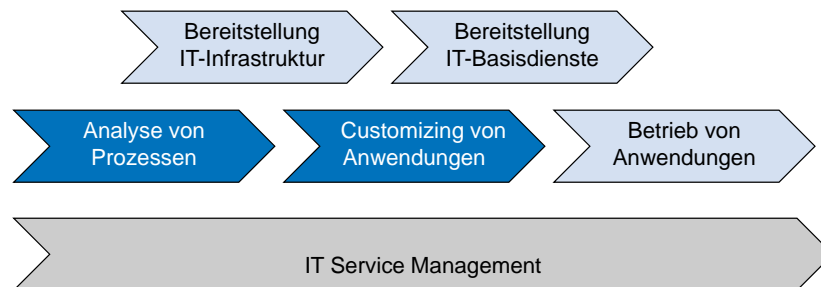 Bereitstellung
IT-Infrastruktur
Bereitstellung
IT-Basisdienste
Analyse von
Prozessen
Customizing von
Anwendungen
Betrieb von
Anwendungen
IT Service Management